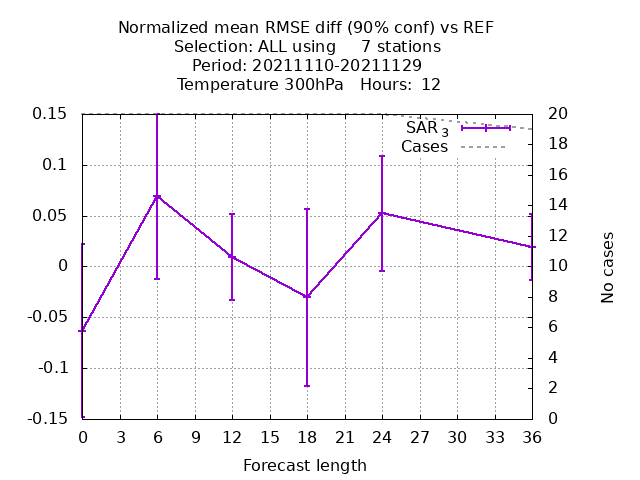 Normalized mean RMSE diff (90% conf) vs REF
Selection: ALL using     7 stations
Period: 20211110-20211129
Temperature 300hPa   Hours:  12
0.15
0.1
0.05
0
-0.05
-0.1
-0.15
SAR 3
Cases
20
18
16
14
12
10
8
6
4
2
0
No cases
0 3 6 9 12 15 18 21 24 27 30 33 36
Forecast length